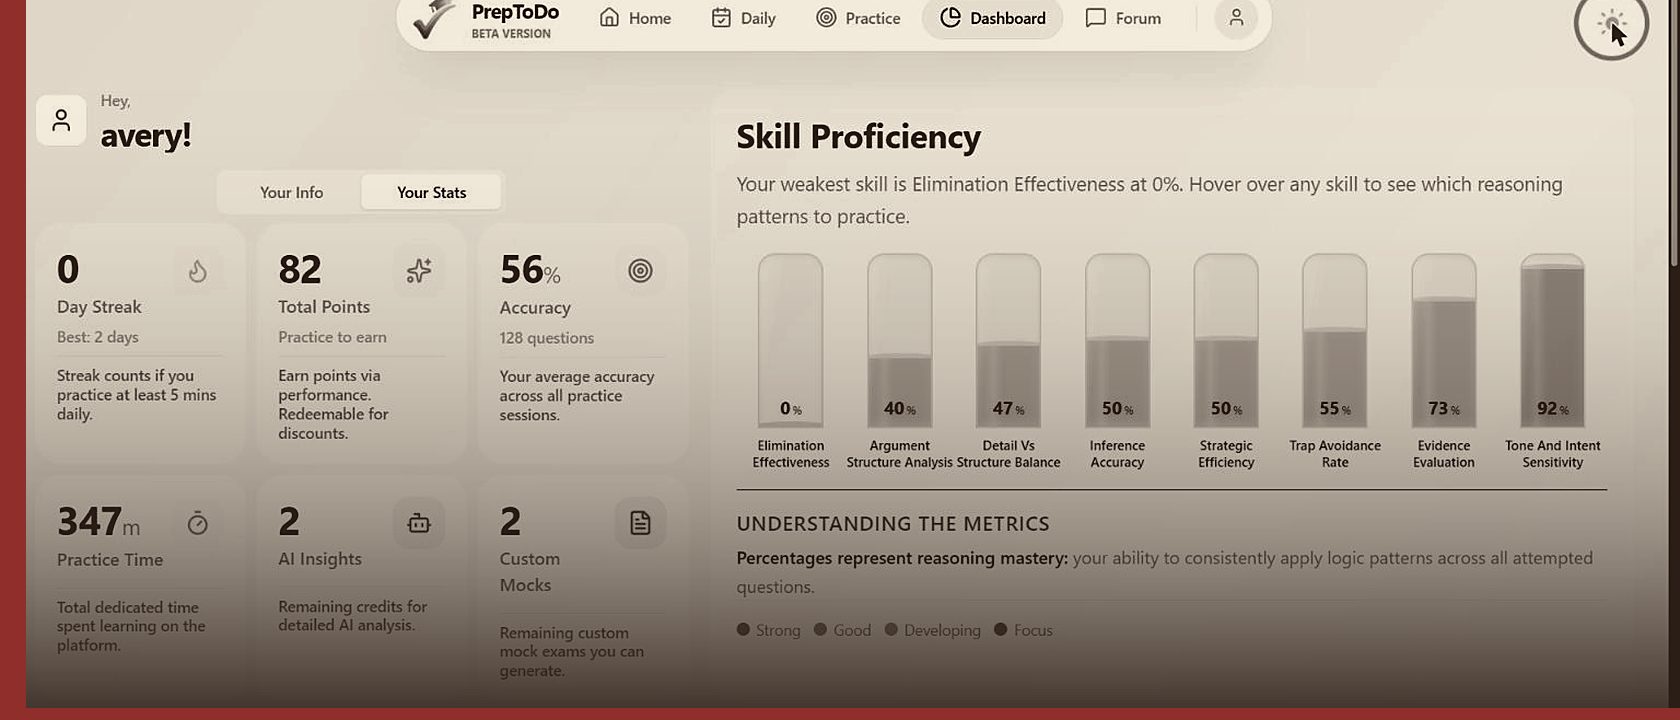 PrepToDo
BETA VERSION
Home
Daily
Practice
Dashboard
Forum
Hey,
avery!
Your Info
Your Stats
0
Day Streak
Best: 2 days
Streak counts if you
practice at least 5 mins
daily.
82
Total Points
Practice to earn
Earn points via
performance.
Redeemable for
discounts.
56%
Accuracy
128 questions
Your average accuracy
across all practice
sessions.
347m
Practice Time
Total dedicated time
spent learning on the
platform.
2
AI Insights
Remaining credits for
detailed AI analysis.
2
Custom
Mocks
Remaining custom
mock exams you can
generate.
Skill Proficiency
Your weakest skill is Elimination Effectiveness at 0%. Hover over any skill to see which reasoning
patterns to practice.
0%
Elimination
Effectiveness
40%
Argument
Structure Analysis
47%
Detail Vs
Structure Balance
50%
Inference
Accuracy
50%
Strategic
Efficiency
55%
Trap Avoidance
Rate
73%
Evidence
Evaluation
92%
Tone And Intent
Sensitivity
UNDERSTANDING THE METRICS
Percentages represent reasoning mastery: your ability to consistently apply logic patterns across all attempted
questions.
Strong
Good
Developing
Focus